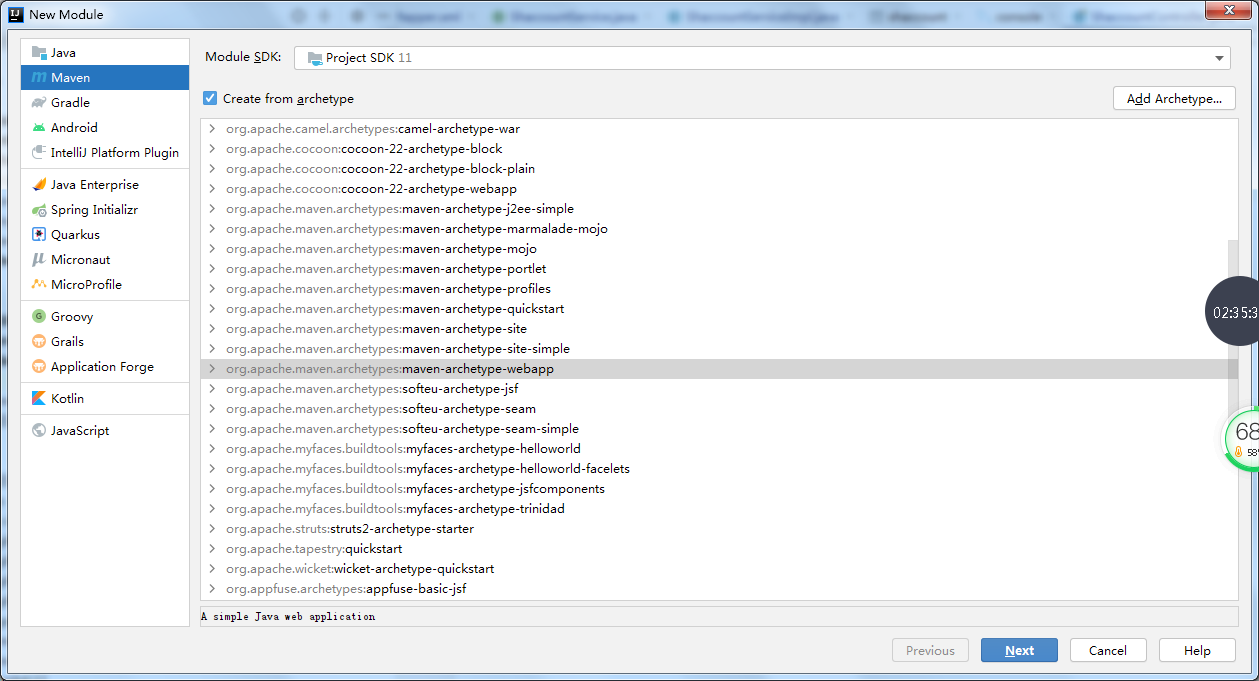 New Module
Java
Maven
Gradle
Android
IntelliJ Platform Plugin
Java Enterprise
Spring Initializr
Quarkus
Micronaut
MicroProfile
Groovy
Grails
Application Forge
Kotlin
JavaScript
Module SDK: Project SDK 11
Create from archetype
Add Archetype...
org.apache.camel.archetypes:camel-archetype-war
org.apache.cocoon:cocoon-22-archetype-block
org.apache.cocoon:cocoon-22-archetype-block-plain
org.apache.cocoon:cocoon-22-archetype-webapp
org.apache.maven.archetypes:maven-archetype-j2ee-simple
org.apache.maven.archetypes:maven-archetype-marmalade-mojo
org.apache.maven.archetypes:maven-archetype-mojo
org.apache.maven.archetypes:maven-archetype-portlet
org.apache.maven.archetypes:maven-archetype-profiles
org.apache.maven.archetypes:maven-archetype-quickstart
org.apache.maven.archetypes:maven-archetype-site
org.apache.maven.archetypes:maven-archetype-site-simple
org.apache.maven.archetypes:maven-archetype-webapp
org.apache.maven.archetypes:softeu-archetype-jsf
org.apache.maven.archetypes:softeu-archetype-seam
org.apache.maven.archetypes:softeu-archetype-seam-simple
org.apache.myfaces.buildtools:myfaces-archetype-helloworld
org.apache.myfaces.buildtools:myfaces-archetype-helloworld-facelets
org.apache.myfaces.buildtools:myfaces-archetype-jsfcomponents
org.apache.myfaces.buildtools:myfaces-archetype-trinidad
org.apache.struts:struts2-archetype-starter
org.apache.tapestry:quickstart
org.apache.wicket:wicket-archetype-quickstart
org.appfuse.archetypes:appfuse-basic-jsf
02:35:3
68
58
A simple Java web application
Previous
Next
Cancel
Help